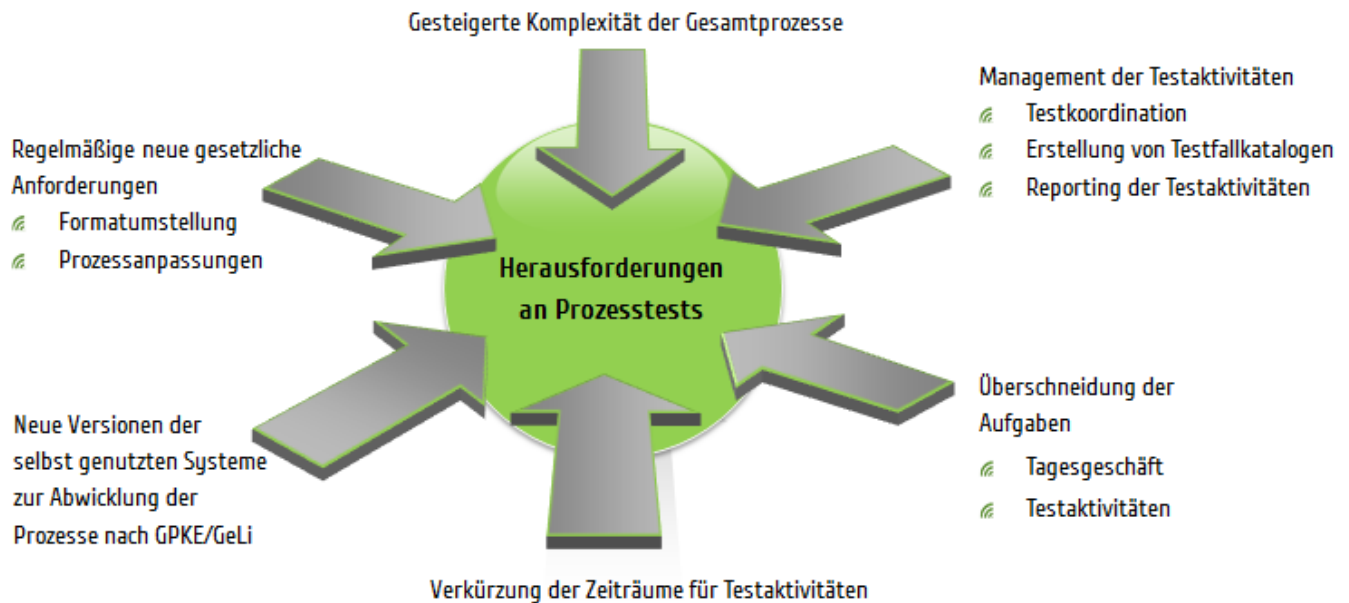 Gesteigerte Komplexität der Gesamtprozesse
Management der Testaktivitäten
Testkoordination
Erstellung von Testfallkatalogen
Reporting der Testaktivitäten
Regelmäßige neue gesetzliche
Anforderungen
Formatumstellung
Prozessanpassungen
Herausforderungen
an Prozesstests
Überschneidung der
Aufgaben
Tagesgeschäft
Testaktivitäten
Neue Versionen der
selbst genutzten Systeme
zur Abwicklung der
Prozesse nach GPKE/GeLi
Verkürzung der Zeiträume für Testaktivitäten